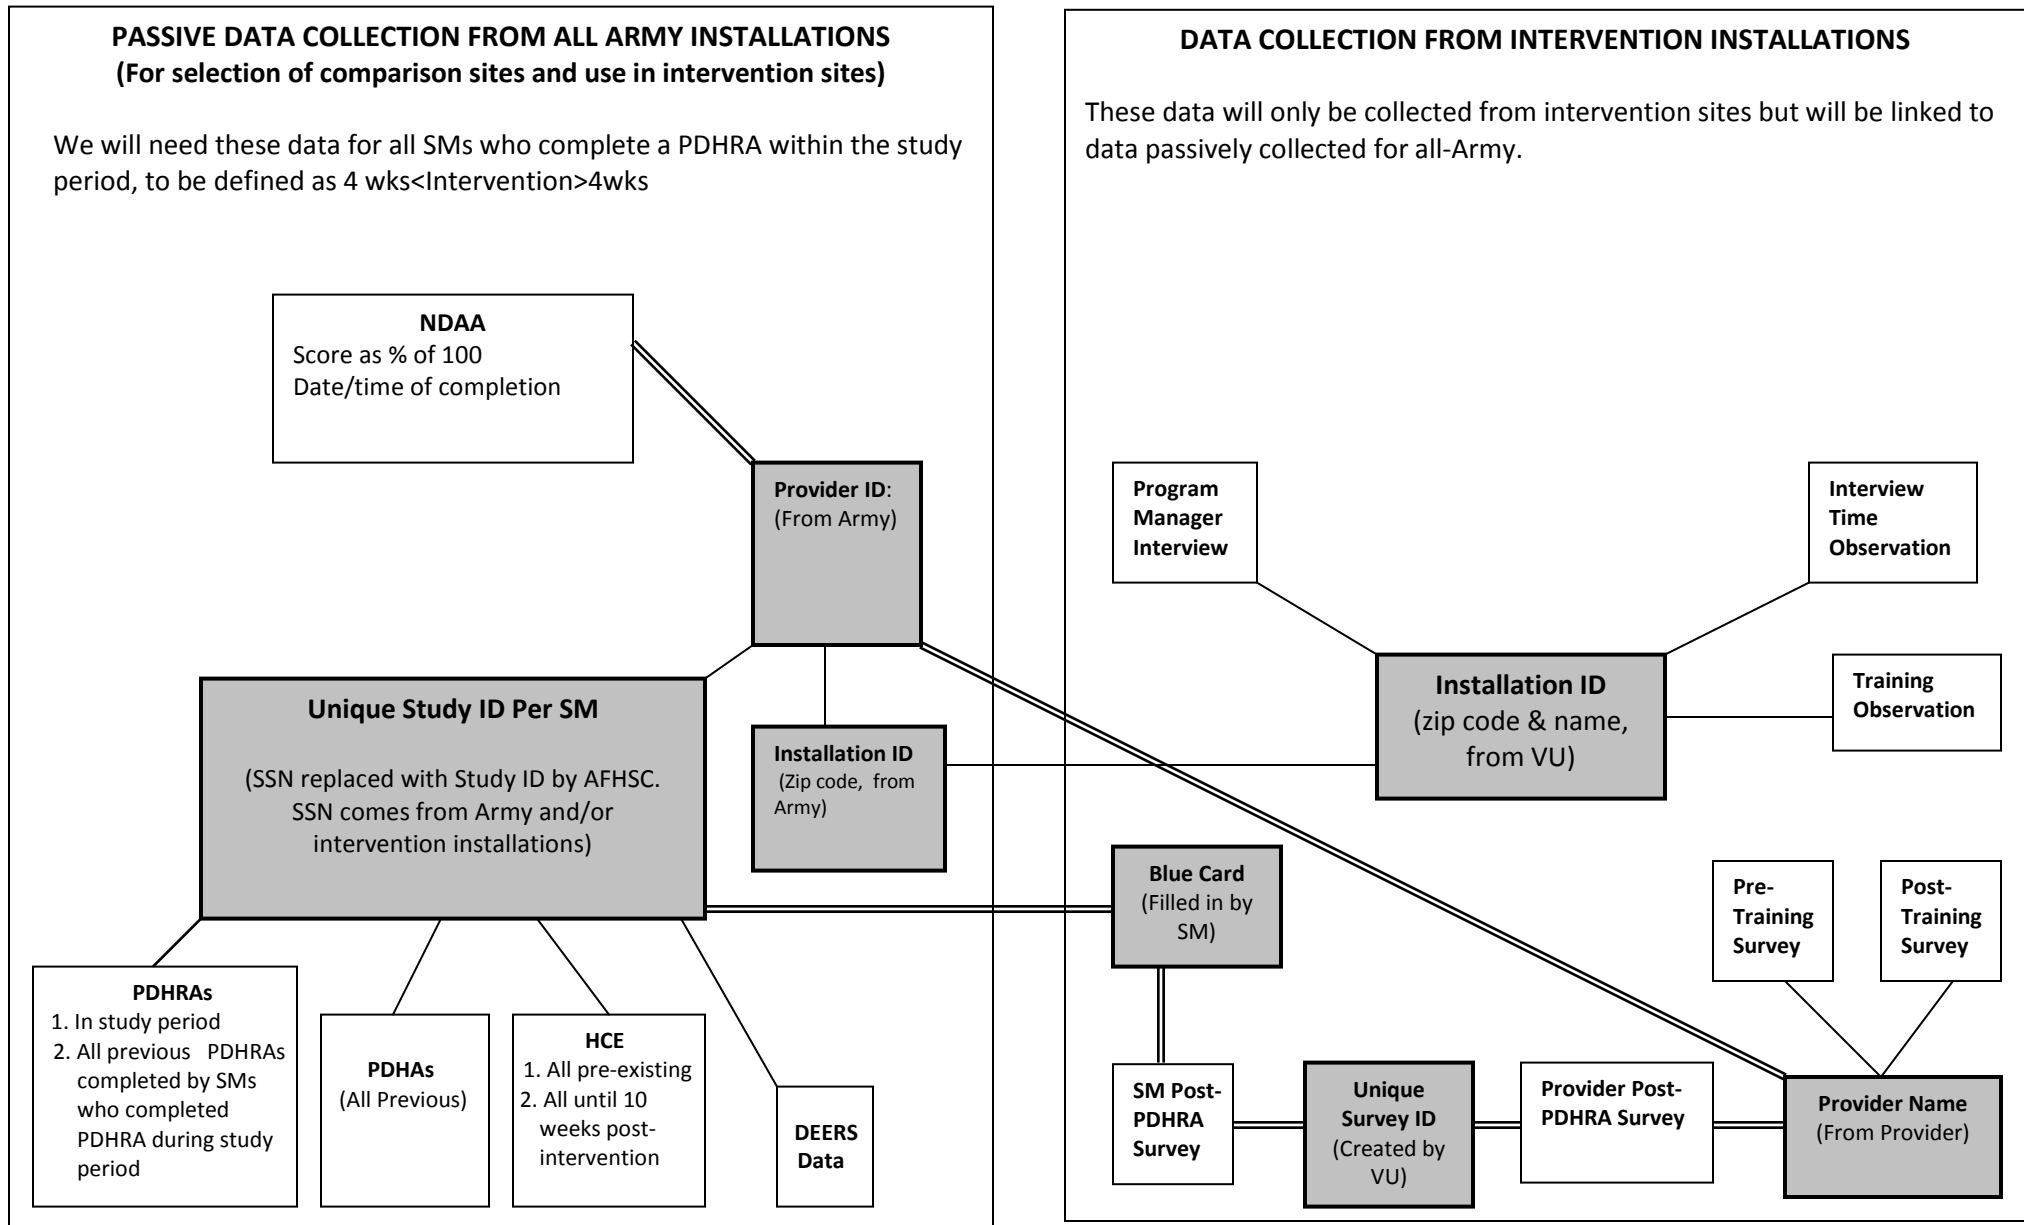 PASSIVE DATA COLLECTION FROM ALL ARMY INSTALLATIONS
(For selection of comparison sites and use in intervention sites)
We will need these data for all SMs who complete a PDHRA within the study
period, to be defined as 4 wks<Intervention>4wks
NDAA
Score as % of 100
Date/time of completion
Provider ID:
(From Army)
Unique Study ID Per SM
(SSN replaced with Study ID by AFHSC.
SSN comes from Army and/or
intervention installations)
Installation ID
(Zip code, from
Army)
PDHRAs
1. In study period
2. All previous PDHRAs
completed by SMs
who completed
PDHRA during study
period
PDHAs
(All Previous)
HCE
1. All pre-existing
2. All until 10
weeks post-
intervention
DEERS
Data
DATA COLLECTION FROM INTERVENTION INSTALLATIONS
These data will only be collected from intervention sites but will be linked to
data passively collected for all-Army.
Program
Manager
Interview
Interview
Time
Observation
Installation ID
(zip code & name,
from VU)
Training
Observation
Blue Card
(Filled in by
SM)
Pre-
Training
Survey
Post-
Training
Survey
SM Post-
PDHRA
Survey
Unique
Survey ID
(Created by
VU)
Provider Post-
PDHRA Survey
Provider Name
(From Provider)